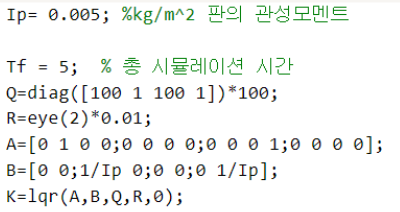 Ip= 0.005; %kg/m^2 판의 관성모멘트
Tf = 5;  % 총 시뮬레이션 시간
Q=diag([100 1 100 1])*100;
R=eye(2)*0.01;
A=[0 1 0 0;0 0 0 0;0 0 0 1;0 0 0 0];
B=[0 0;1/Ip 0;0 0;0 1/Ip];
K=lqr(A,B,Q,R,0);